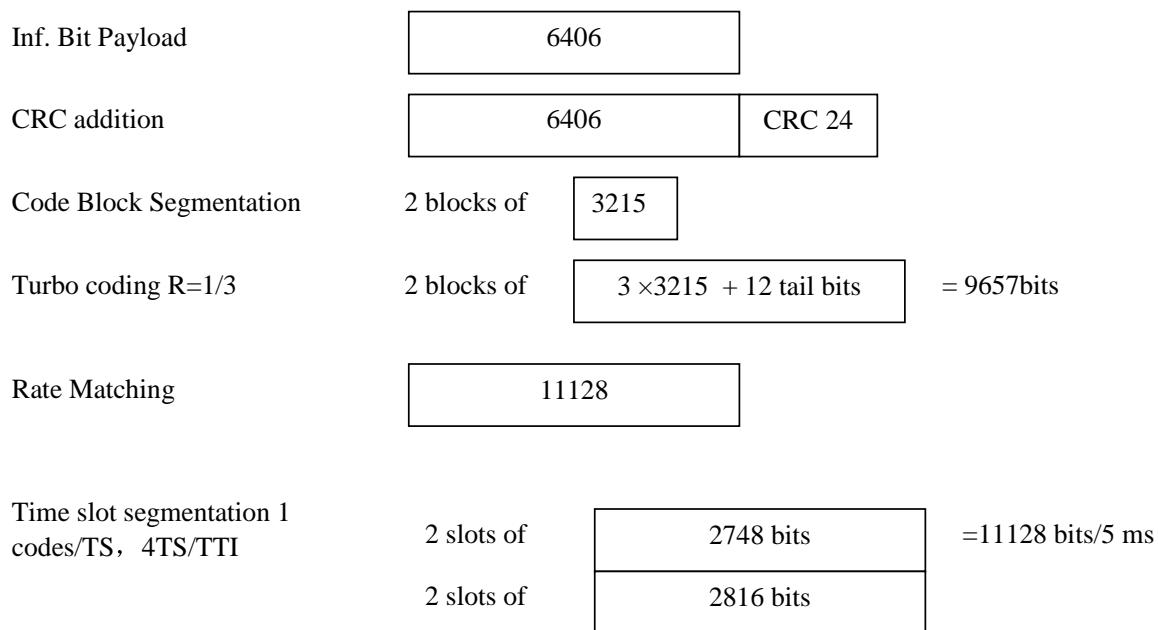 Inf. Bit Payload 6406
CRC addition 6406 CRC 24
Code Block Segmentation 2 blocks of 3215
Turbo coding R=1/3 2 blocks of 3 ×3215 + 12 tail bits = 9657bits
Rate Matching 11128
Time slot segmentation 1
codes/TS，4TS/TTI 2 slots of 2748 bits =11128 bits/5 ms
2 slots of 2816 bits